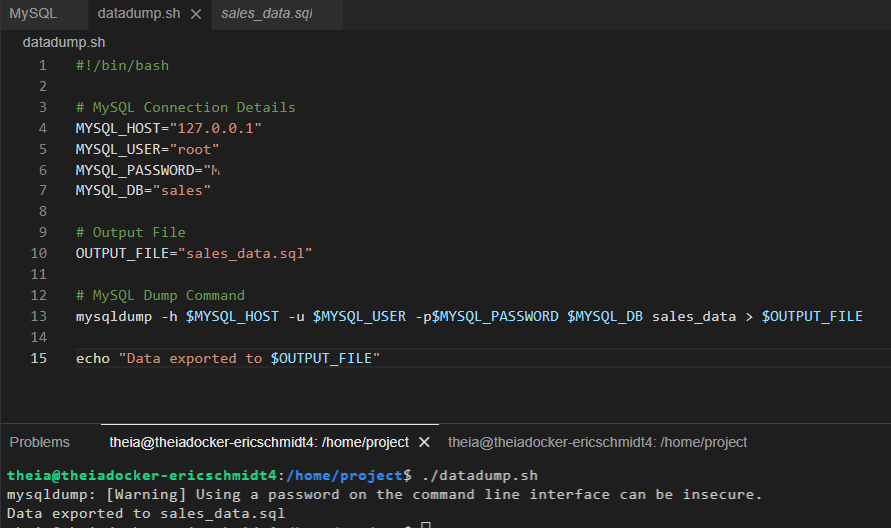 MySQL datadump.sh sales_data.sql
datadump.sh
1 #!/bin/bash
2
3 # MySQL Connection Details
4 MYSQL_HOST="127.0.0.1"
5 MYSQL_USER="root"
6 MYSQL_PASSWORD="M
7 MYSQL_DB="sales"
8
9 # Output File
10 OUTPUT_FILE="sales_data.sql"
11
12 # MySQL Dump Command
13 mysqldump -h $MYSQL_HOST -u $MYSQL_USER -p$MYSQL_PASSWORD $MYSQL_DB sales_data > $OUTPUT_FILE
14
15 echo "Data exported to $OUTPUT_FILE"
Problems theia@theiadocker-ericschmidt4: /home/project theia@theiadocker-ericschmidt4: /home/project
theia@theiadocker-ericschmidt4:/home/project$ ./datadump.sh
mysqldump: [Warning] Using a password on the command line interface can be insecure.
Data exported to sales_data.sql